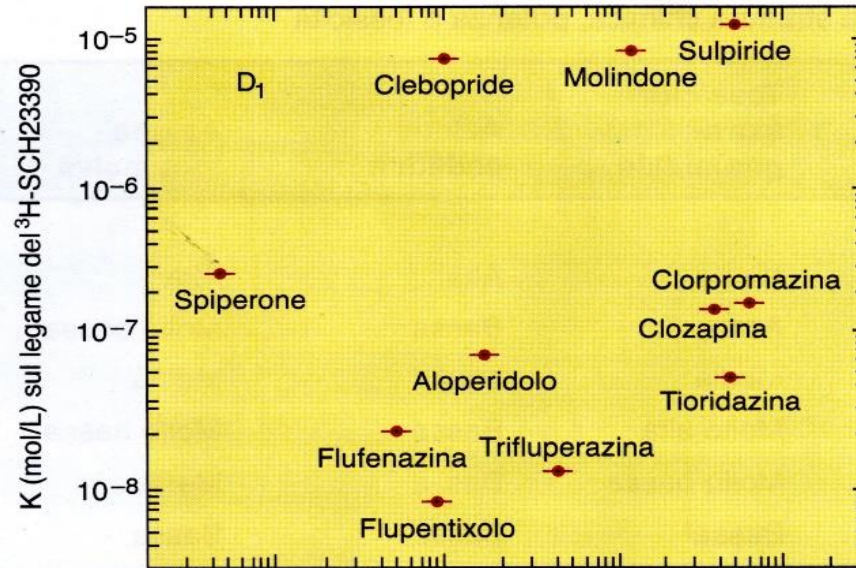 K (mol/L) sul legame del ³H-SCH23390
10⁻⁵
10⁻⁶
10⁻⁷
10⁻⁸
D₁
Clebopride
Molindone
Sulpiride
Spiperone
Clorpromazina
Clozapina
Aloperidolo
Tioridazina
Flufenazina
Trifluperazina
Flupentixolo